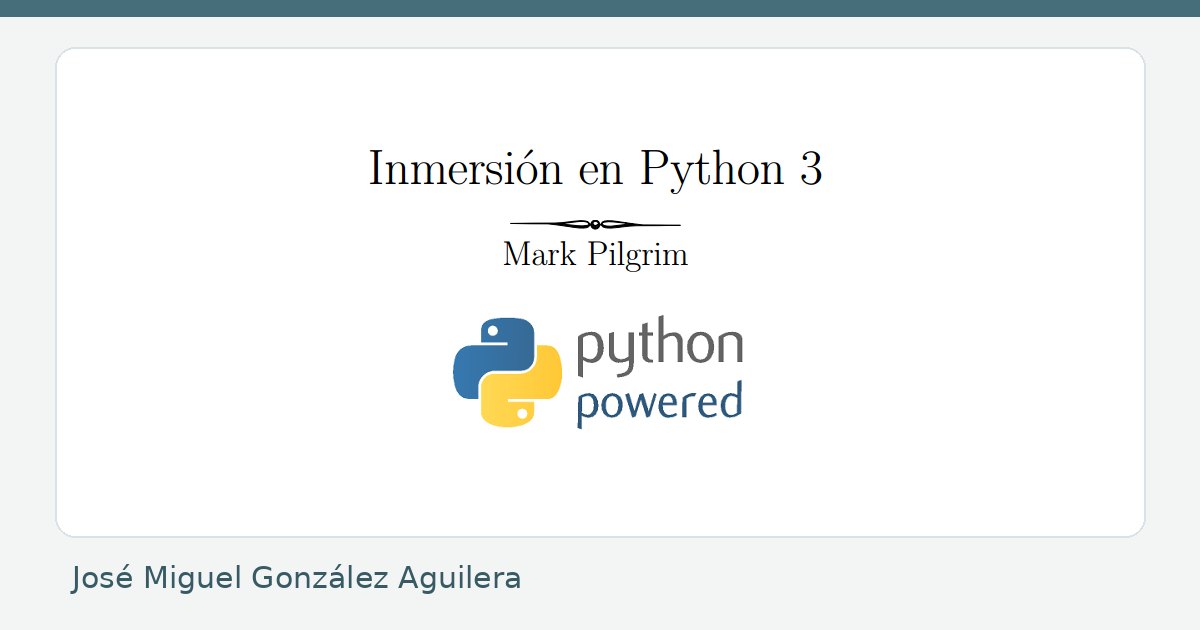 Inmersión en Python 3
Mark Pilgrim
python
powered
José Miguel González Aguilera